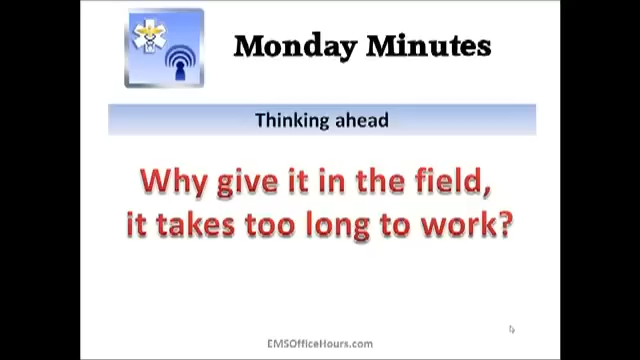 Monday Minutes
Thinking ahead
Why give it in the field,
it takes too long to work?
EMSOfficeHours.com